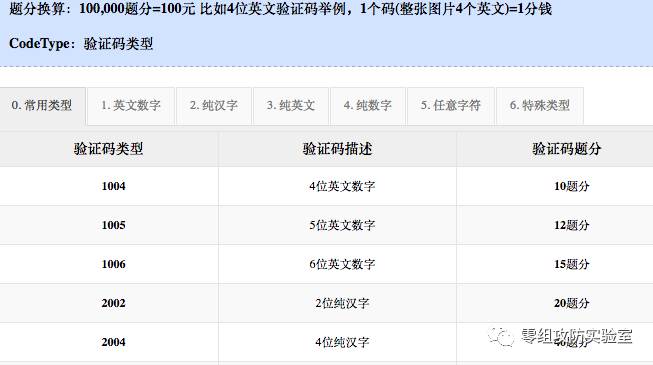 题分换算：100,000题分=100元 比如4位英文验证码举例，1个码(整张图片4个英文)=1分钱
CodeType：验证码类型
0. 常用类型 1. 英文数字 2. 纯汉字 3. 纯英文 4. 纯数字 5. 任意字符 6. 特殊类型
验证码类型 验证码描述 验证码题分
1004 4位英文数字 10题分
1005 5位英文数字 12题分
1006 6位英文数字 15题分
2002 2位纯汉字 20题分
2004 4位纯汉字 40题分
零组攻防实验室